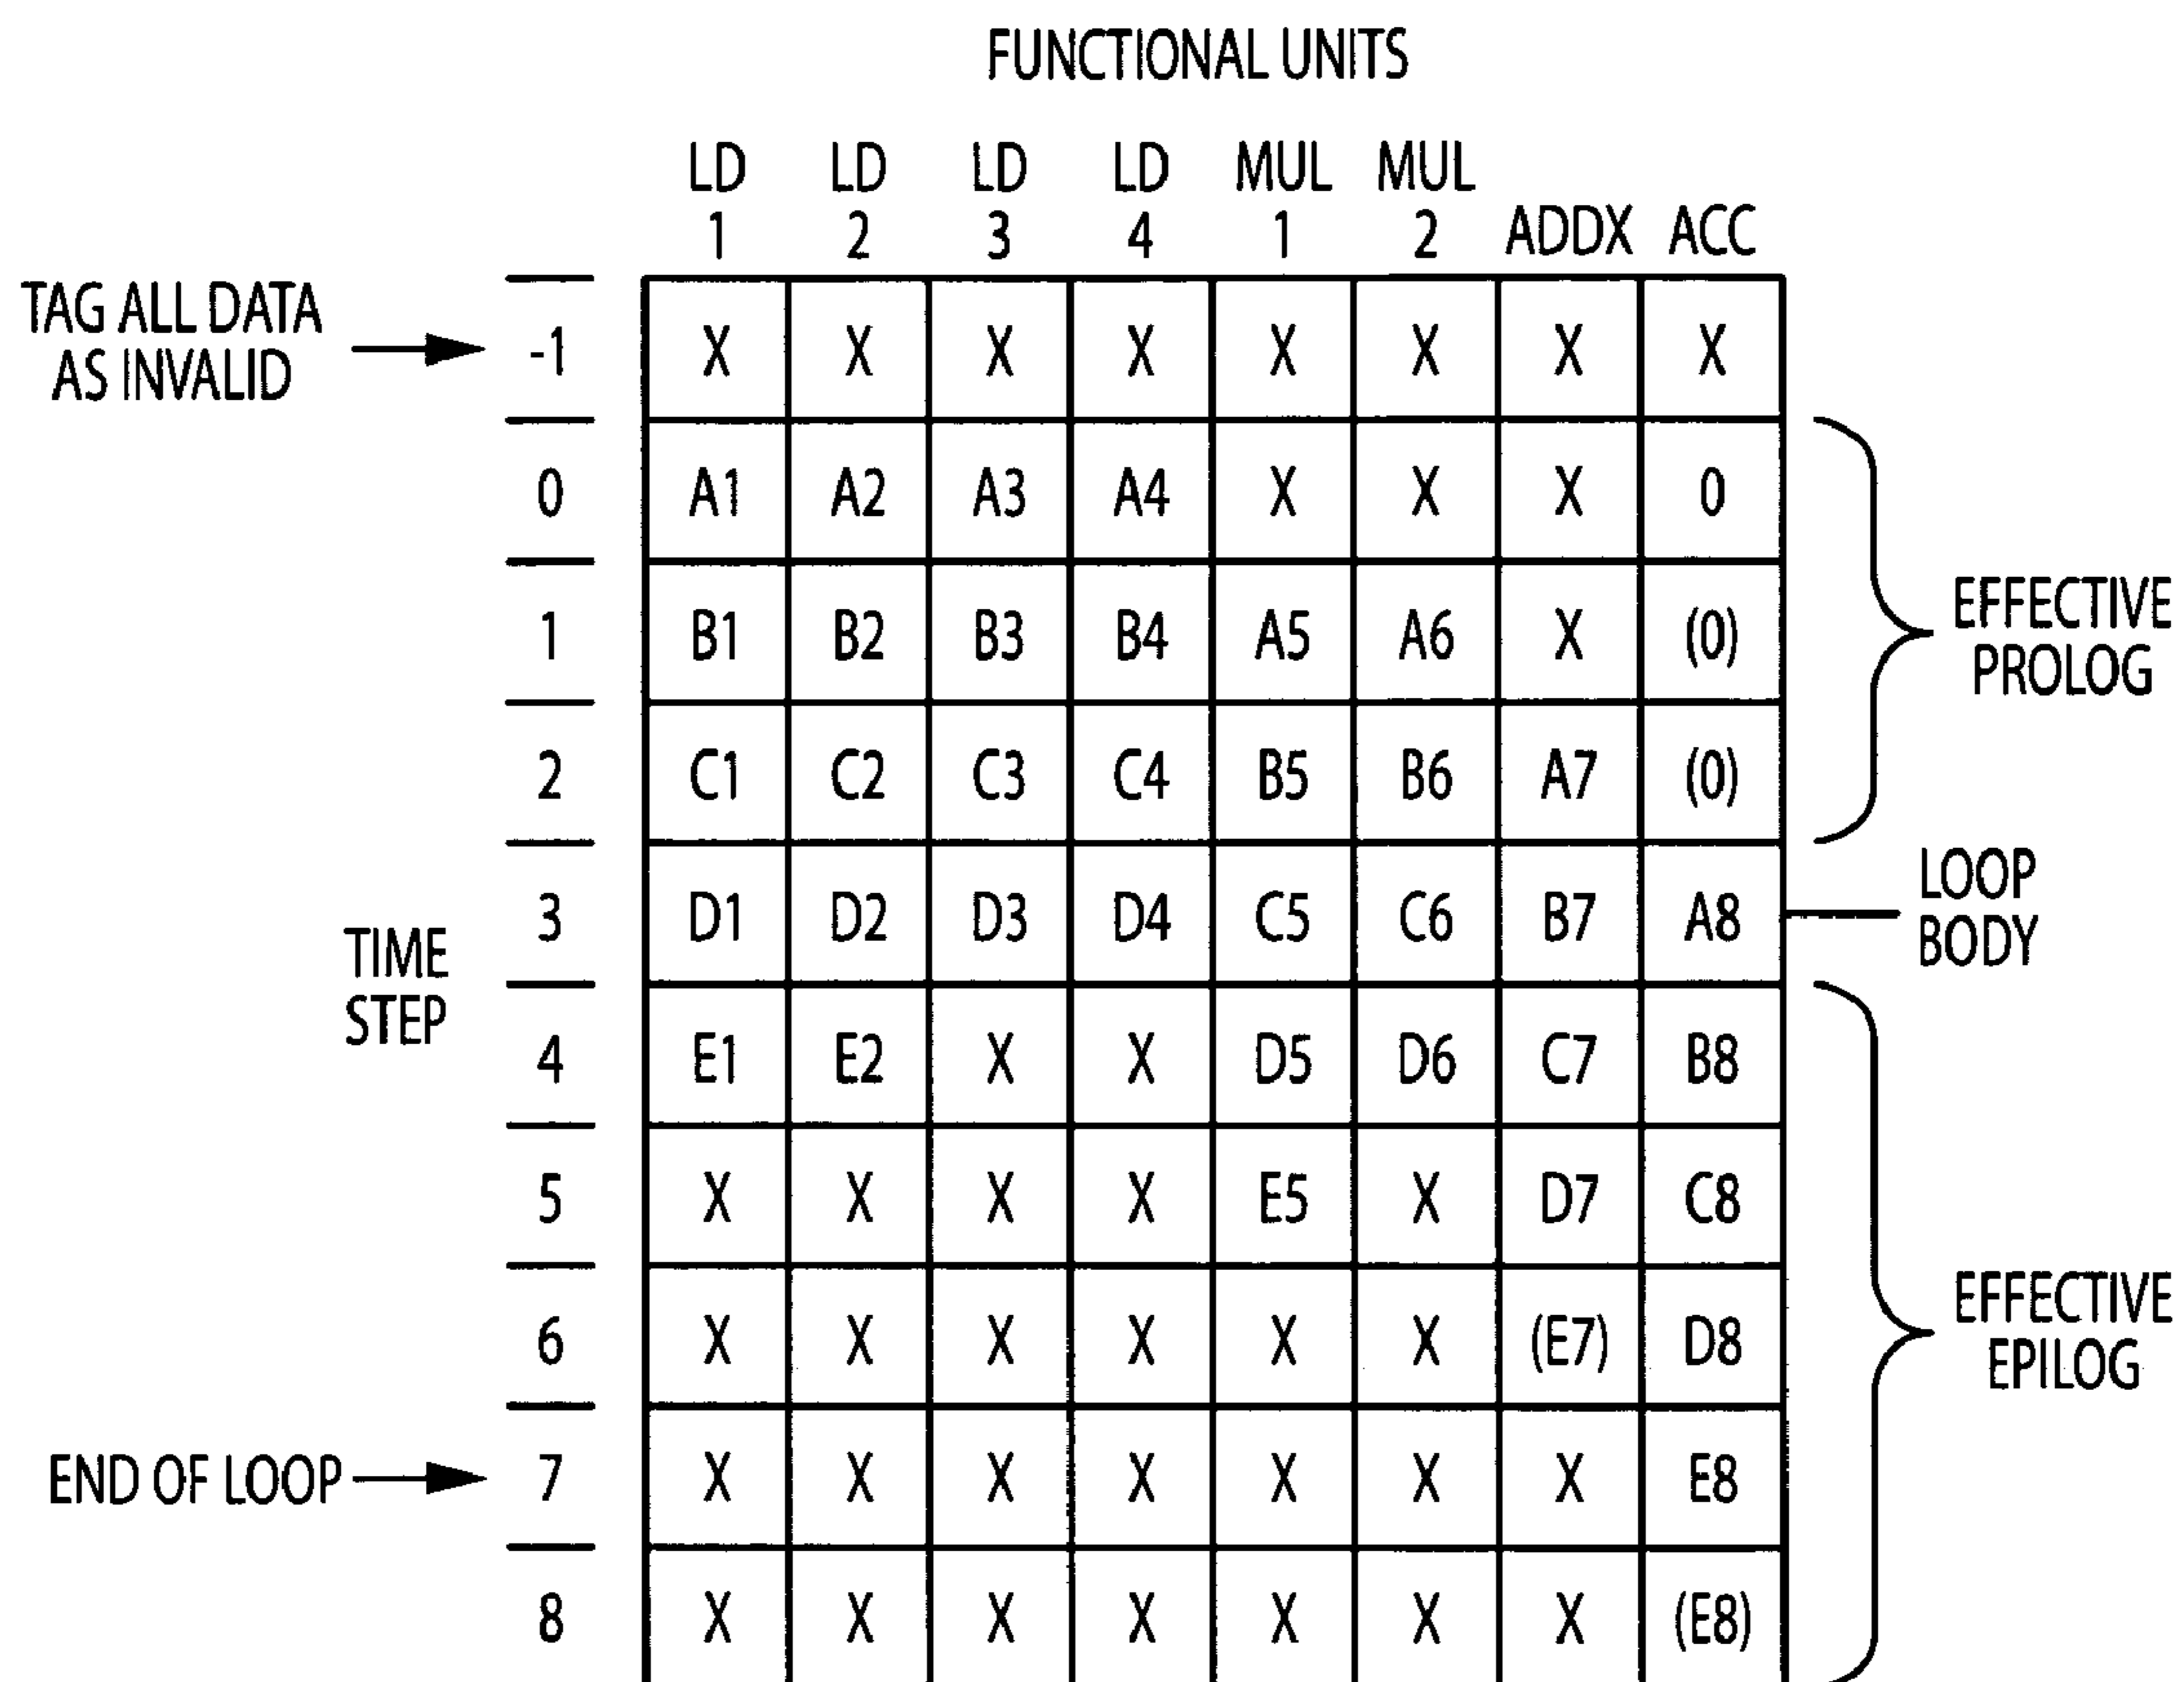 FUNCTIONAL UNITS
LD LD LD LD MUL MUL
1 2 3 4 1 2 ADDX ACC
TAG ALL DATA
AS INVALID
-1 X X X X X X X X
0 A1 A2 A3 A4 X X X 0
1 B1 B2 B3 B4 A5 A6 X (0)
EFFECTIVE
PROLOG
2 C1 C2 C3 C4 B5 B6 A7 (0)
3 D1 D2 D3 D4 C5 C6 B7 A8
LOOP
BODY
TIME
STEP
4 E1 E2 X X D5 D6 C7 B8
5 X X X X E5 X D7 C8
6 X X X X X X (E7) D8
EFFECTIVE
EPILOG
END OF LOOP
7 X X X X X X X E8
8 X X X X X X X (E8)